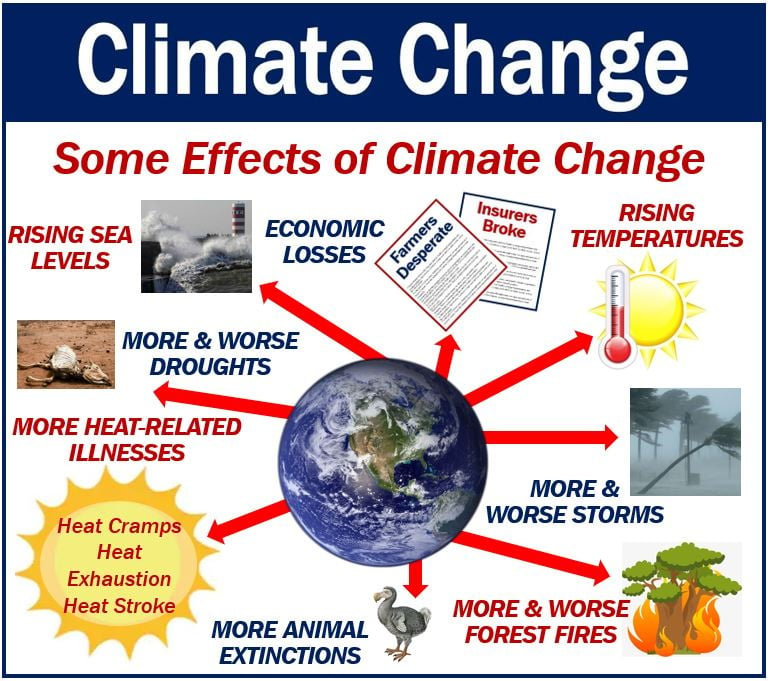 Climate Change
Some Effects of Climate Change
RISING SEA
LEVELS
ECONOMIC
LOSSES
Farmers
Desperate
Insurers
Broke
RISING
TEMPERATURES
MORE & WORSE
DROUGHTS
MORE HEAT-RELATED
ILLNESSES
Heat Cramps
Heat
Exhaustion
Heat Stroke
MORE &
WORSE STORMS
MORE ANIMAL
EXTINCTIONS
MORE & WORSE
FOREST FIRES